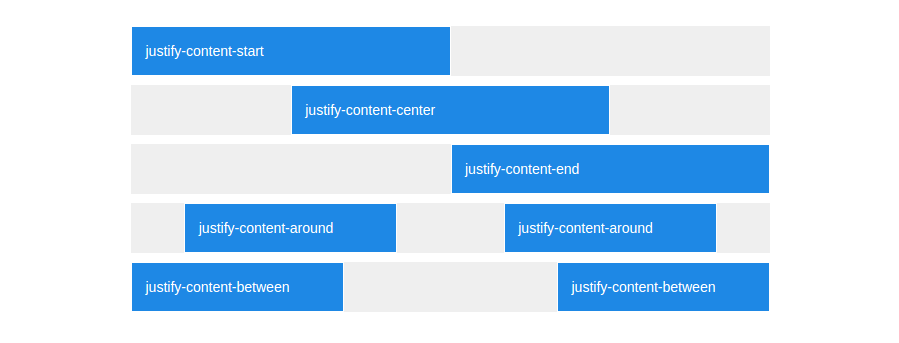 justify-content-start
justify-content-center
justify-content-end
justify-content-around justify-content-around
justify-content-between justify-content-between